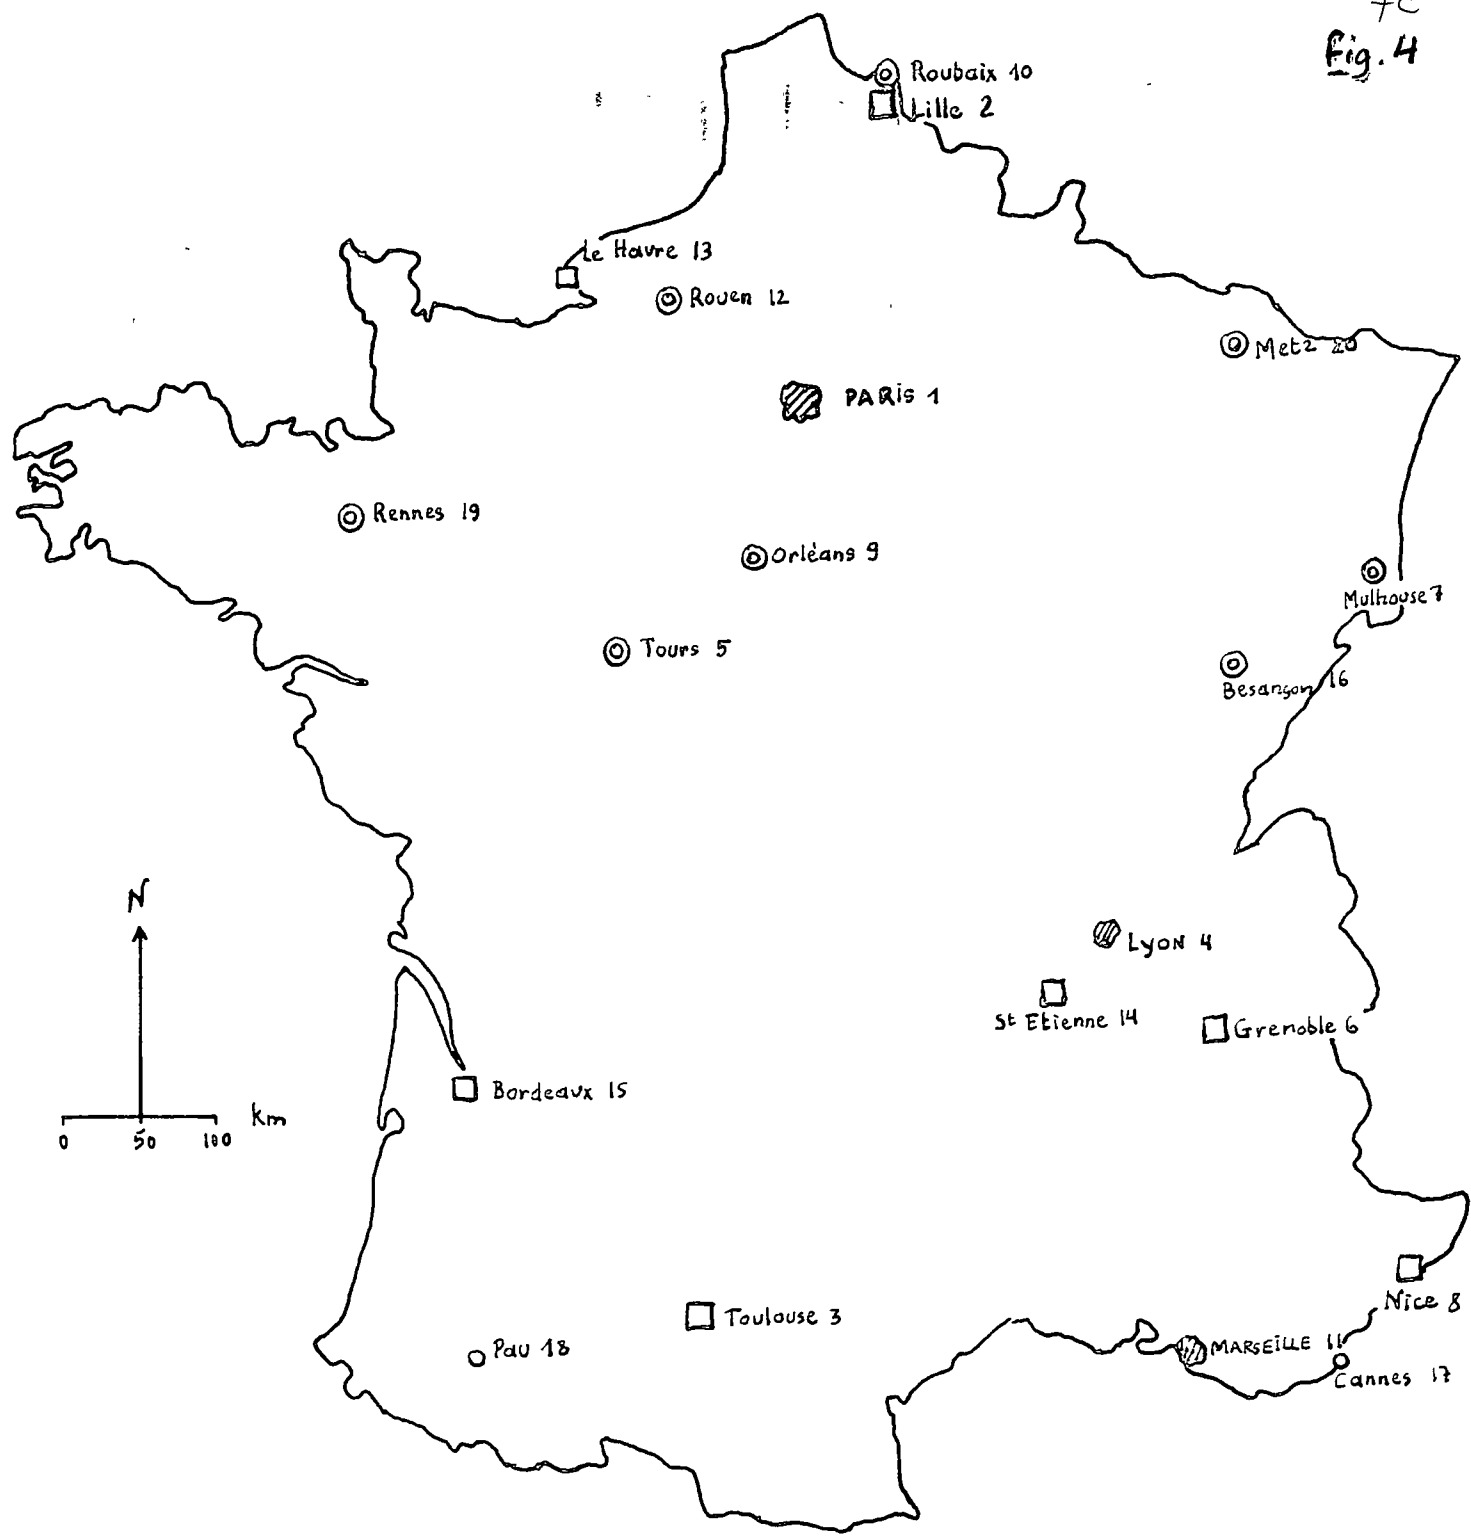 7C
Fig. 4
Roubaix 10
Lille 2
Le Havre 13
Rouen 12
Metz 20
PARiS 1
Rennes 19
Orléans 9
Mulhouse 7
Tours 5
Besançon 16
N
LYON 4
St Etienne 14
Grenoble 6
Bordeaux 15
km
0 50 100
Nice 8
Toulouse 3
Pau 18
MARSEiLLE 11
Cannes 17